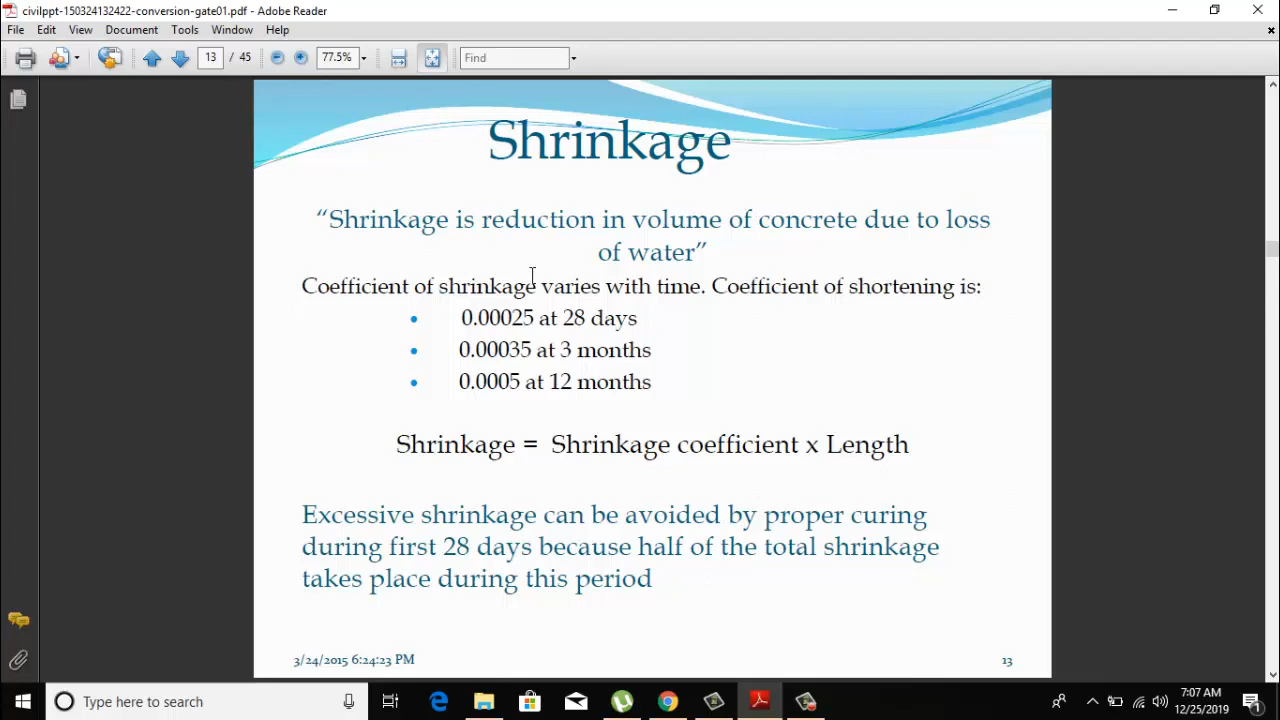 civilppt-150324132422-conversion-gate01.pdf - Adobe Reader
File Edit View Document Tools Window Help
13 / 45 77.5% Find
Shrinkage
“Shrinkage is reduction in volume of concrete due to loss
of water”
Coefficient of shrinkage varies with time. Coefficient of shortening is:
• 0.00025 at 28 days
• 0.00035 at 3 months
• 0.0005 at 12 months
Shrinkage = Shrinkage coefficient x Length
Excessive shrinkage can be avoided by proper curing
during first 28 days because half of the total shrinkage
takes place during this period
3/24/2015 6:24:23 PM 13
Type here to search
7:07 AM
12/25/2019
1